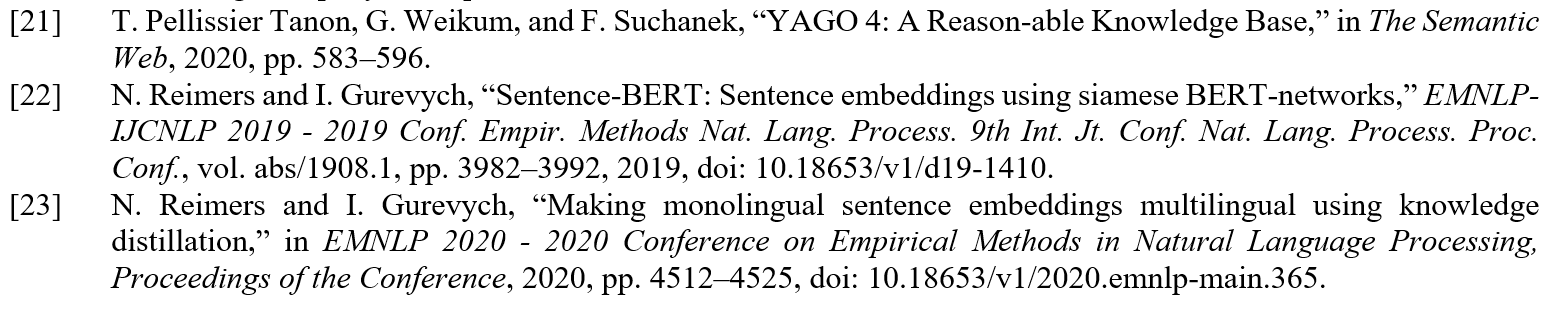 [21] T. Pellissier Tanon, G. Weikum, and F. Suchanek, “YAGO 4: A Reason-able Knowledge Base,” in The Semantic
Web, 2020, pp. 583–596.
[22] N. Reimers and I. Gurevych, “Sentence-BERT: Sentence embeddings using siamese BERT-networks,” EMNLP-
IJCNLP 2019 - 2019 Conf. Empir. Methods Nat. Lang. Process. 9th Int. Jt. Conf. Nat. Lang. Process. Proc.
Conf., vol. abs/1908.1, pp. 3982–3992, 2019, doi: 10.18653/v1/d19-1410.
[23] N. Reimers and I. Gurevych, “Making monolingual sentence embeddings multilingual using knowledge
distillation,” in EMNLP 2020 - 2020 Conference on Empirical Methods in Natural Language Processing,
Proceedings of the Conference, 2020, pp. 4512–4525, doi: 10.18653/v1/2020.emnlp-main.365.